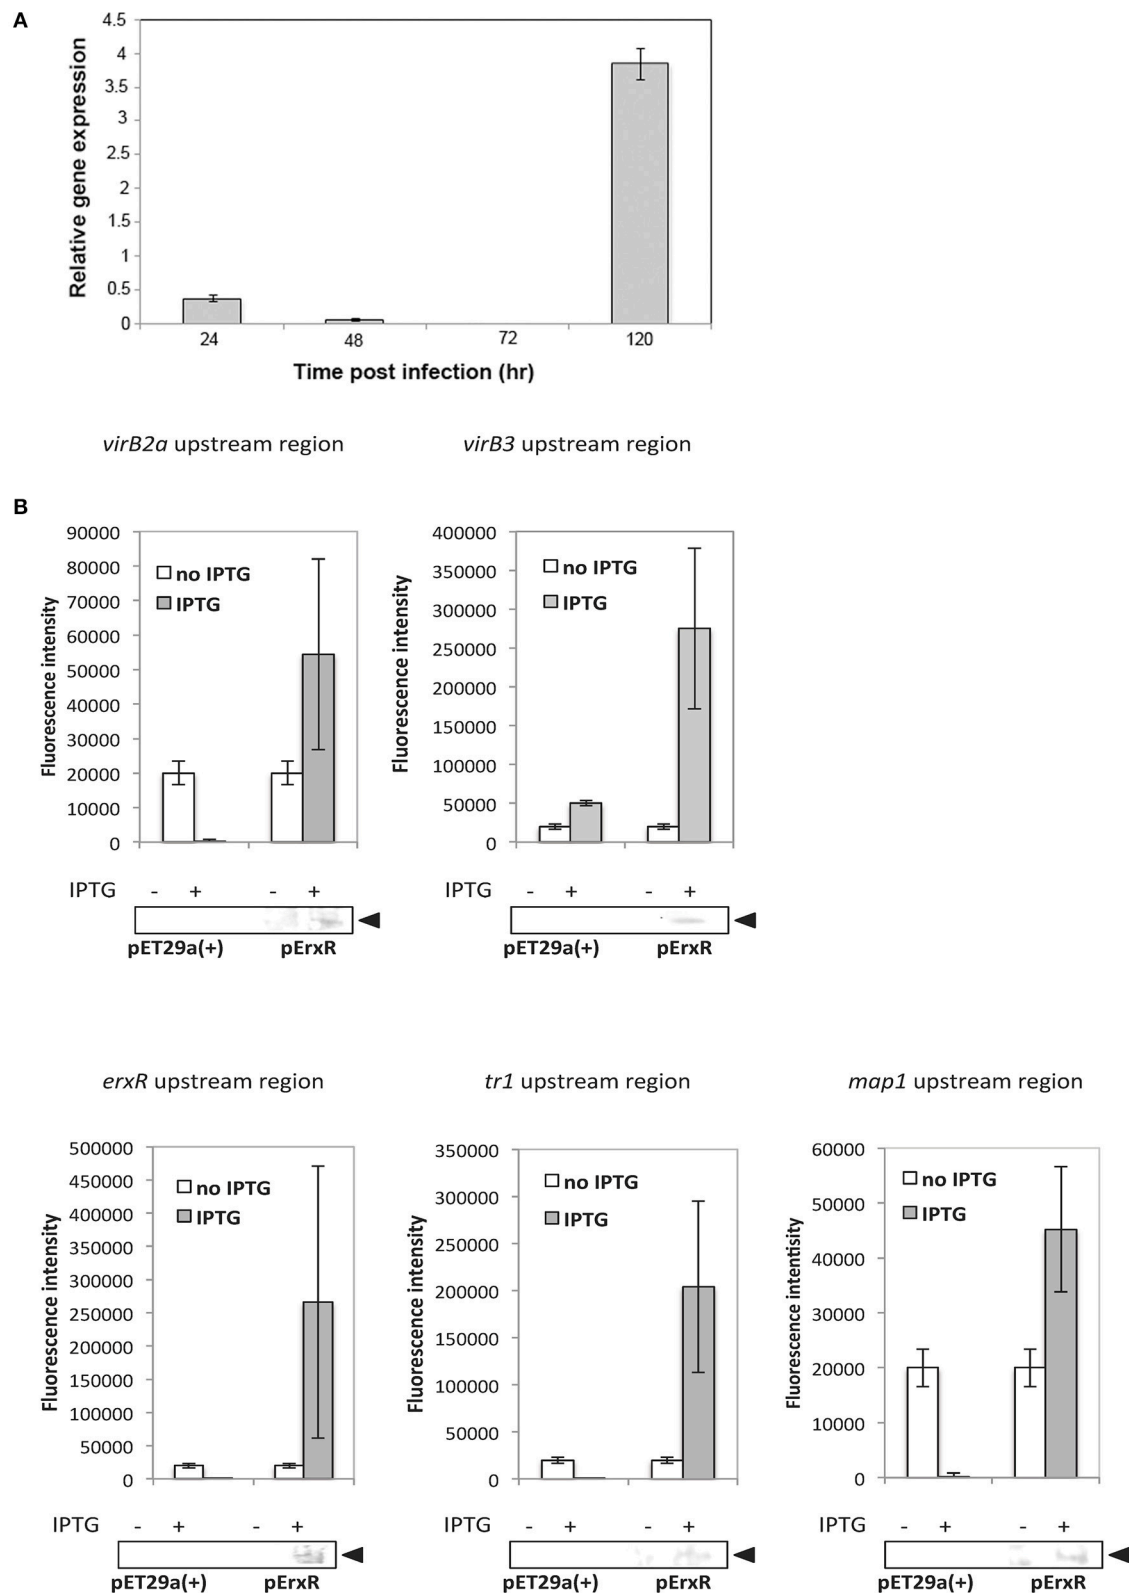 A
Relative gene expression
4.5
4
3.5
3
2.5
2
1.5
1
0.5
0
24 48 72 120
Time post infection (hr)
virB2a upstream region
virB3 upstream region
B
Fluorescence intensity
90000
80000
70000
60000
50000
40000
30000
20000
10000
0
no IPTG
IPTG
IPTG - + - +
pET29a(+) pErxR
Fluorescence intensity
400000
350000
300000
250000
200000
150000
100000
50000
0
no IPTG
IPTG
IPTG - + - +
pET29a(+) pErxR
erxR upstream region
tr1 upstream region
map1 upstream region
Fluorescence intensity
500000
450000
400000
350000
300000
250000
200000
150000
100000
50000
0
no IPTG
IPTG
IPTG - + - +
pET29a(+) pErxR
Fluorescence intensity
350000
300000
250000
200000
150000
100000
50000
0
no IPTG
IPTG
IPTG - + - +
pET29a(+) pErxR
Fluorescence intentisity
60000
50000
40000
30000
20000
10000
0
no IPTG
IPTG
IPTG - + - +
pET29a(+) pErxR